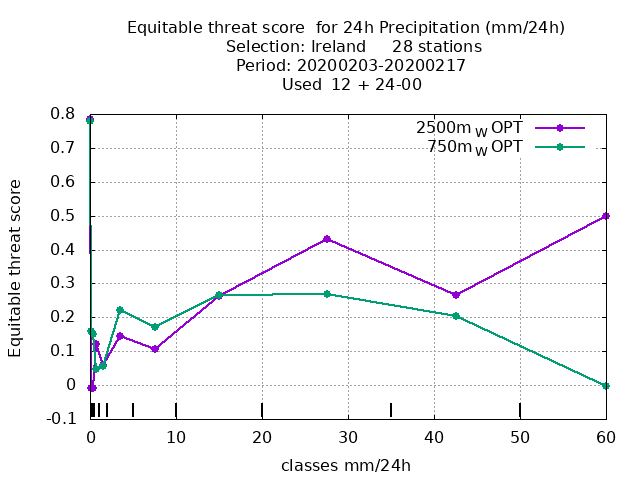 Equitable threat score  for 24h Precipitation (mm/24h)
Selection: Ireland     28 stations
Period: 20200203-20200217
Used  12 + 24-00
2500m W OPT
750m W OPT
0.8
0.7
0.6
0.5
0.4
0.3
0.2
0.1
0
-0.1
Equitable threat score
0 10 20 30 40 50 60
classes mm/24h